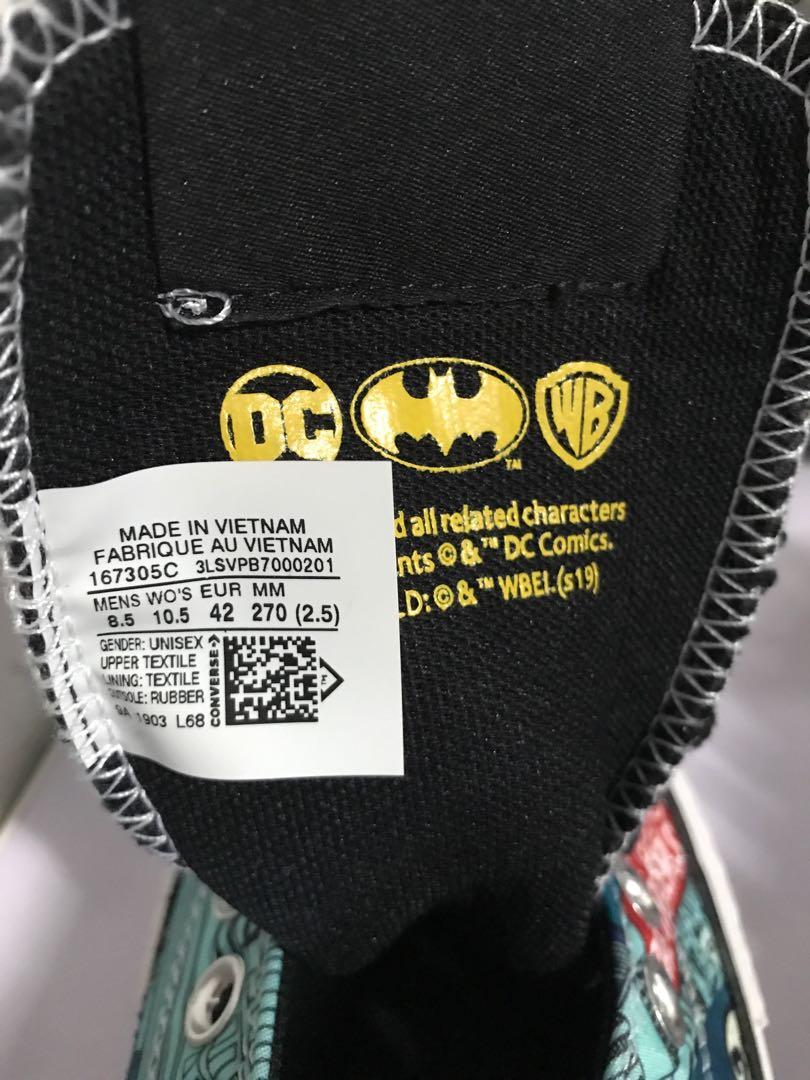 DC
TM
WB
d all related characters
nts ©&™ DC Comics.
LD: ©&™ WBEI. (s19)
MADE IN VIETNAM
FABRIQUE AU VIETNAM
167305C 3LSVPB7000201
MENS WO'S EUR MM
8.5 10.5 42 270 (2.5)
GENDER: UNISEX
UPPER TEXTILE
LINING: TEXTILE
OUTSOLE: RUBBER
1903 L68
CONVERSE